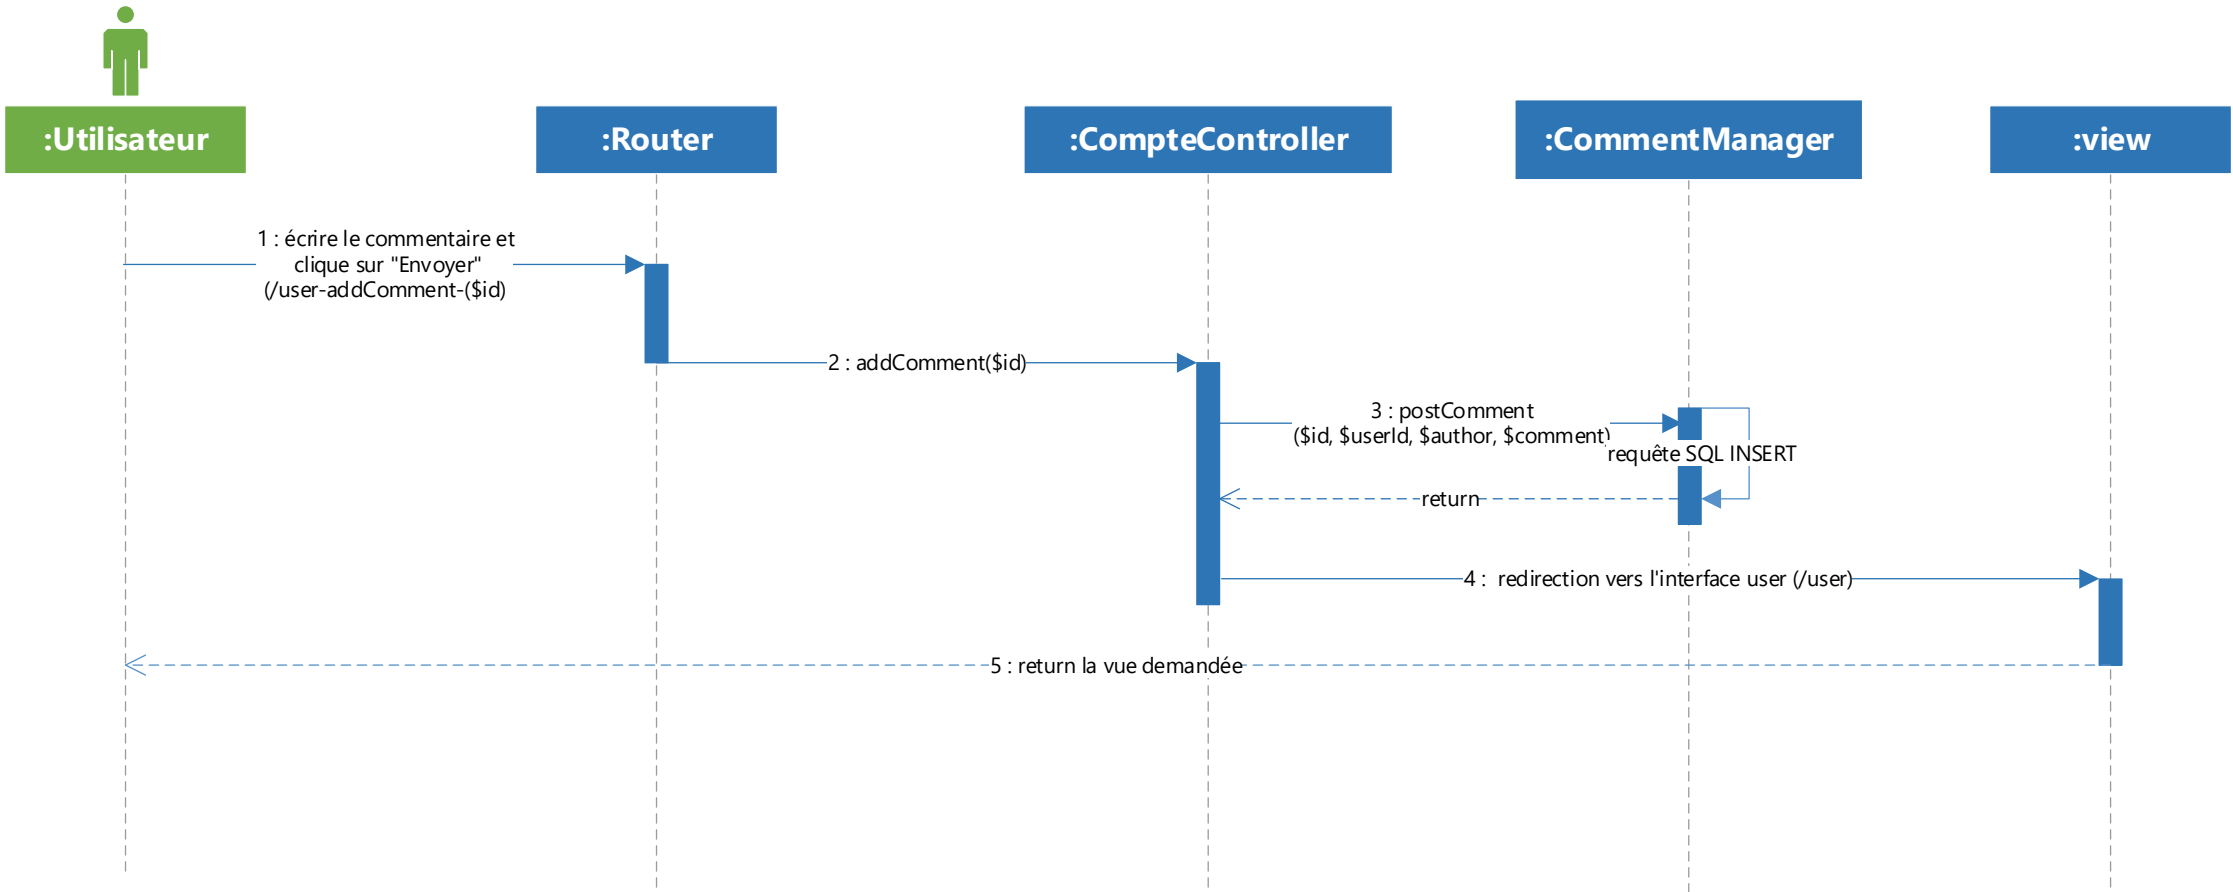 :Utilisateur
:Router
:CompteController
:CommentManager
:view
1 : écrire le commentaire et
clique sur "Envoyer"
(/user-addComment-($id)
2 : addComment($id)
3 : postComment
($id, $userId, $author, $comment)
requête SQL INSERT
return
4 :  redirection vers l'interface user (/user)
5 : return la vue demandée